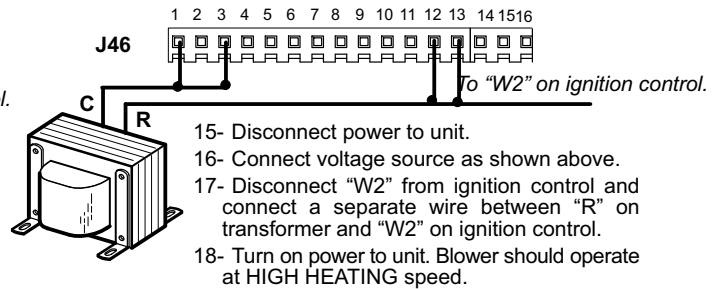 1 2 3 4 5 6 7 8 9 10 11 12 13 14 15 16
J46
To “W2” on ignition control.
ol.
C
R
15- Disconnect power to unit.
16- Connect voltage source as shown above.
17- Disconnect “W2” from ignition control and
connect a separate wire between “R” on
transformer and “W2” on ignition control.
18- Turn on power to unit. Blower should operate
at HIGH HEATING speed.